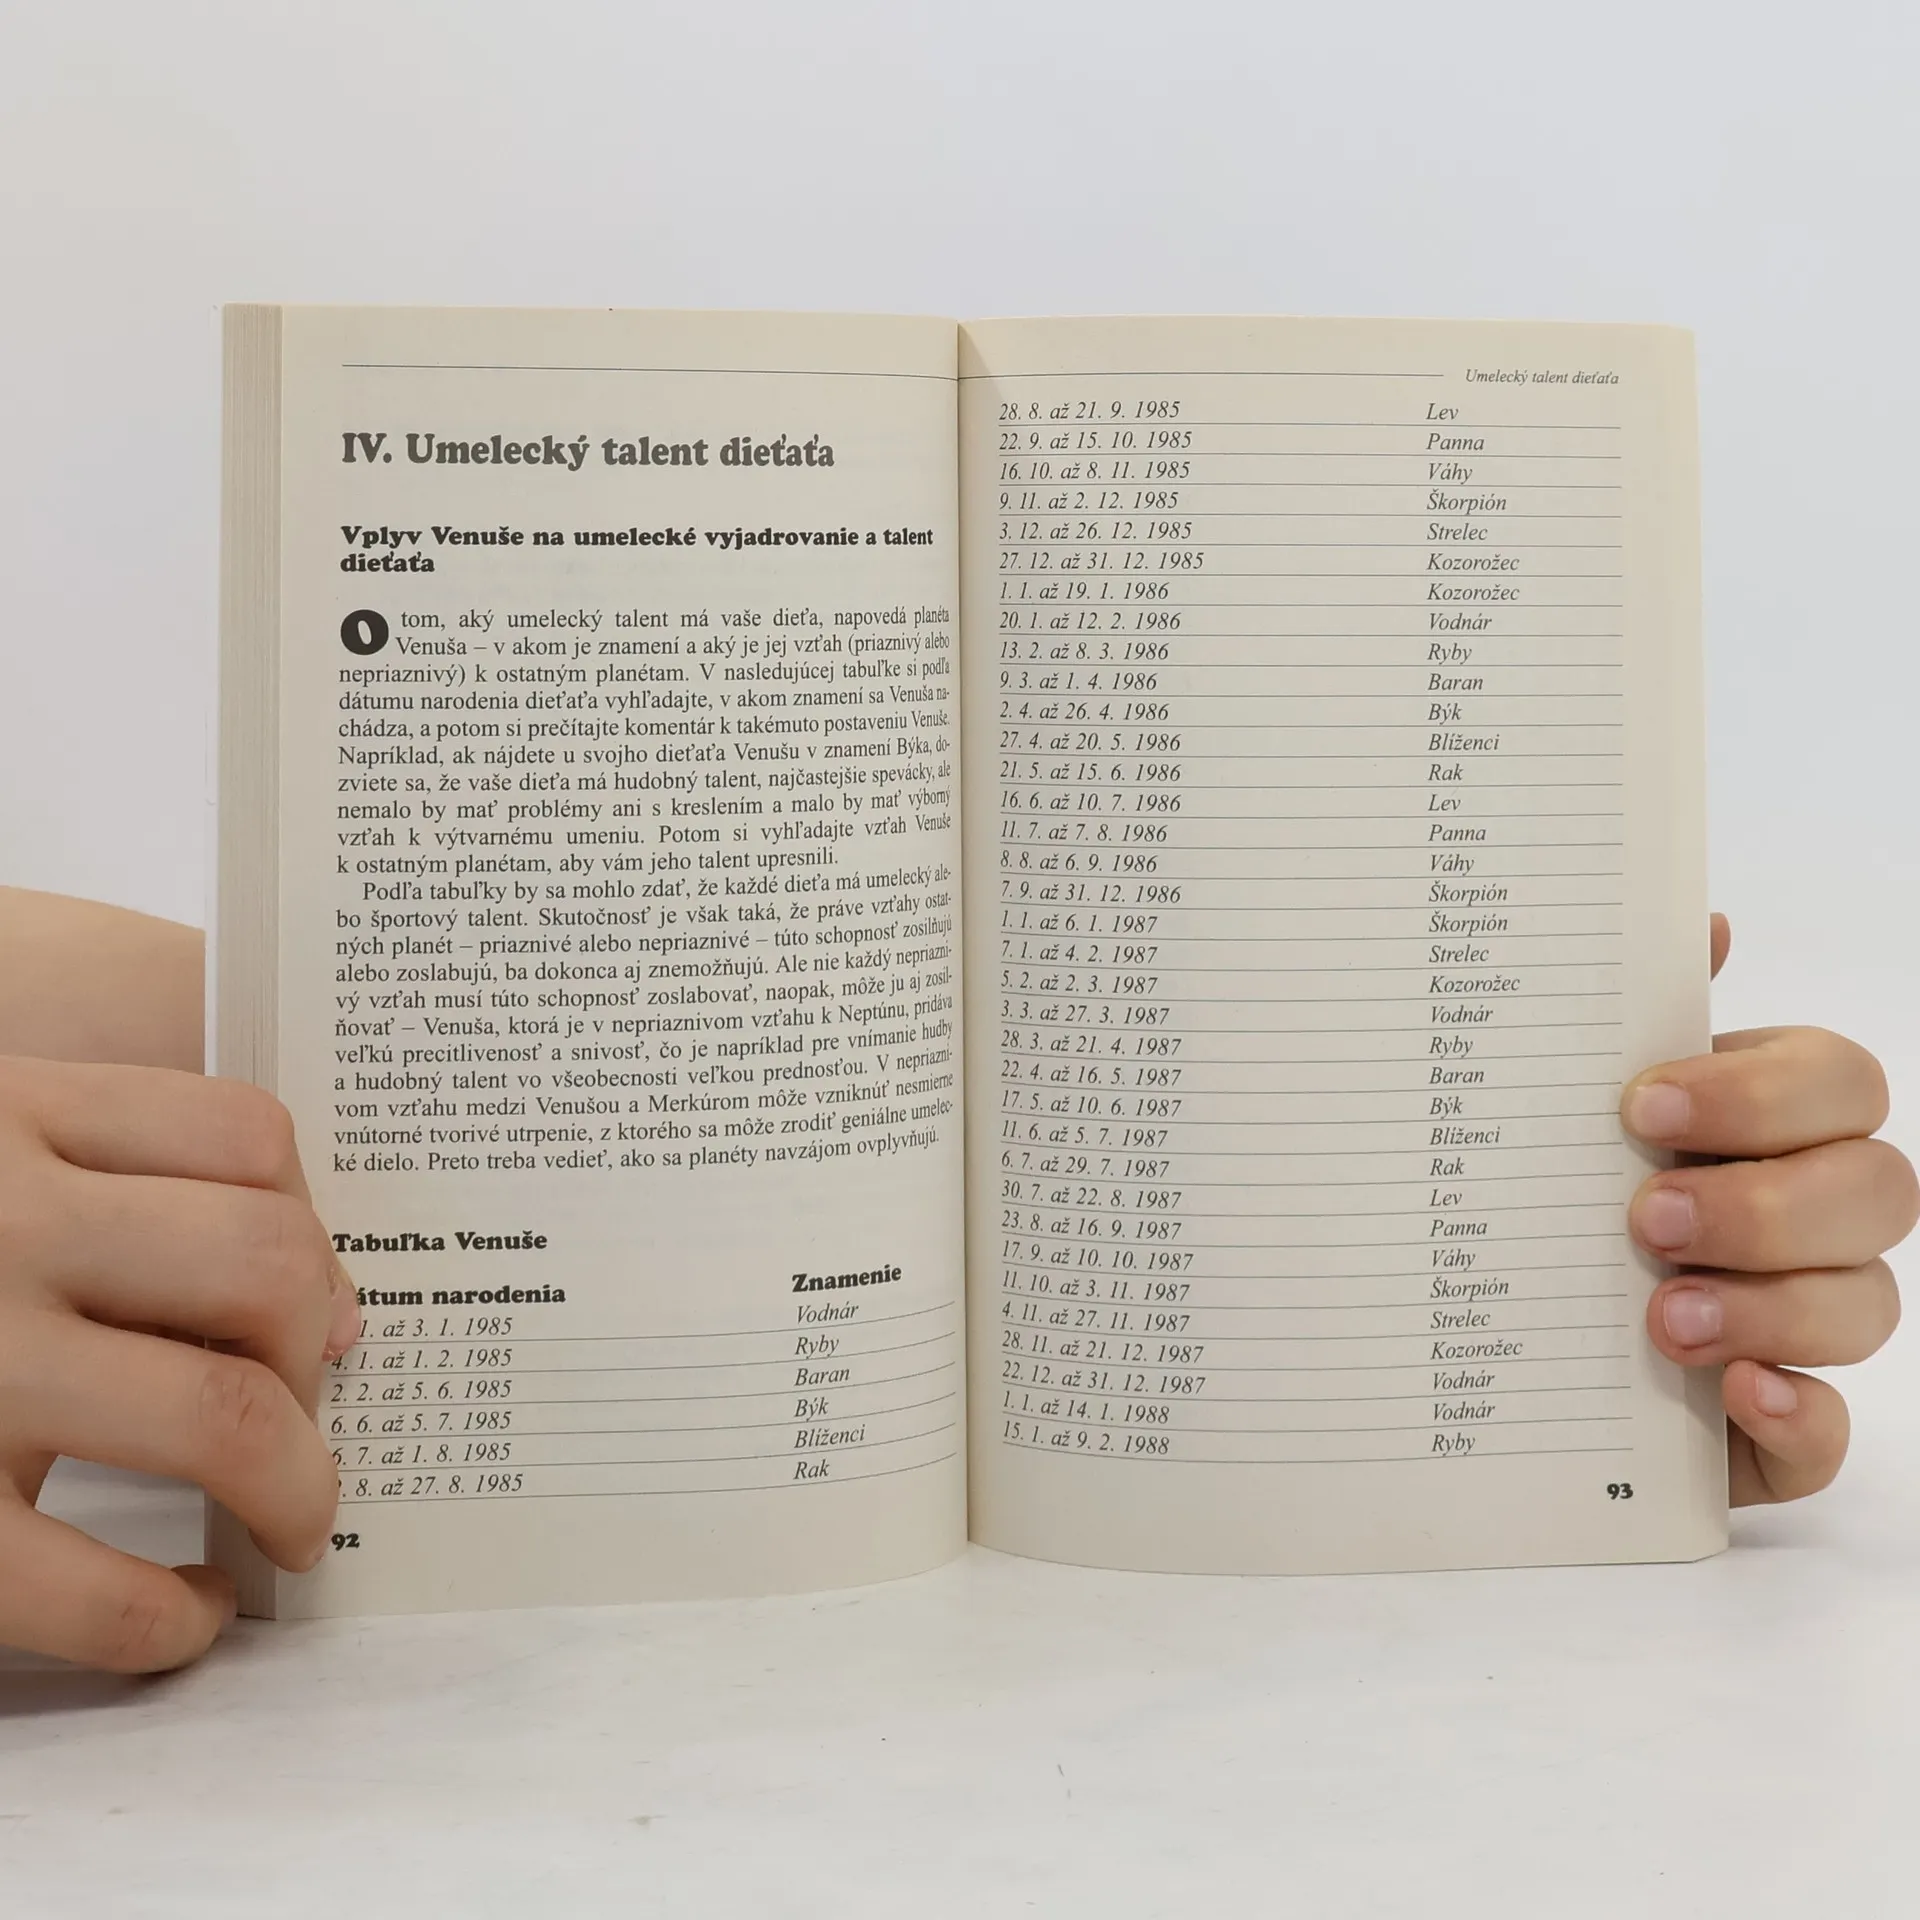 IV. Umelecký talent dieťaťa
Vplyv Venuše na umelecké vyjadrovanie a talent
dieťaťa
O tom, aký umelecký talent má vaše dieťa, napovedá planéta
Venuša – v akom je znamení a aký je jej vzťah (priaznivý alebo
nepriaznivý) k ostatným planétam. V nasledujúcej tabuľke si podľa
dátumu narodenia dieťaťa vyhľadajte, v akom znamení sa Venuša na-
chádza, a potom si prečítajte komentár k takémuto postaveniu Venuše.
Napríklad, ak nájdete u svojho dieťaťa Venušu v znamení Býka, do-
zviete sa, že vaše dieťa má hudobný talent, najčastejšie spevácky, ale
nemalo by mať problémy ani s kreslením a malo by mať výborný
vzťah k výtvarnému umeniu. Potom si vyhľadajte vzťah Venuše
k ostatným planétam, aby vám jeho talent upresnili.
Podľa tabuľky by sa mohlo zdať, že každé dieťa má umelecký ale-
bo športový talent. Skutočnosť je však taká, že práve vzťahy ostat-
ných planét – priaznivé alebo nepriaznivé – túto schopnosť zosilňujú
alebo zoslabujú, ba dokonca aj znemožňujú. Ale nie každý nepriazni-
vý vzťah musí túto schopnosť zoslabovať, naopak, môže ju aj zosil-
ňovať – Venuša, ktorá je v nepriaznivom vzťahu k Neptúnu, pridáva
veľkú precitlivenosť a snivosť, čo je napríklad pre vnímanie hudby
a hudobný talent vo všeobecnosti veľkou prednosťou. V nepriazni-
vom vzťahu medzi Venušou a Merkúrom môže vzniknúť nesmierne
vnútorné tvorivé utrpenie, z ktorého sa môže zrodiť geniálne umelec-
ké dielo. Preto treba vedieť, ako sa planéty navzájom ovplyvňujú.
Tabuľka Venuše
átum narodenia Znamenie
1. až 3. 1. 1985 Vodnár
4. 1. až 1. 2. 1985 Ryby
2. 2. až 5. 6. 1985 Baran
6. 6. až 5. 7. 1985 Býk
6. 7. až 1. 8. 1985 Blíženci
. 8. až 27. 8. 1985 Rak
92
Umelecký talent dieťaťa
28. 8. až 21. 9. 1985 Lev
22. 9. až 15. 10. 1985 Panna
16. 10. až 8. 11. 1985 Váhy
9. 11. až 2. 12. 1985 Škorpión
3. 12. až 26. 12. 1985 Strelec
27. 12. až 31. 12. 1985 Kozorožec
1. 1. až 19. 1. 1986 Kozorožec
20. 1. až 12. 2. 1986 Vodnár
13. 2. až 8. 3. 1986 Ryby
9. 3. až 1. 4. 1986 Baran
2. 4. až 26. 4. 1986 Býk
27. 4. až 20. 5. 1986 Blíženci
21. 5. až 15. 6. 1986 Rak
16. 6. až 10. 7. 1986 Lev
11. 7. až 7. 8. 1986 Panna
8. 8. až 6. 9. 1986 Váhy
7. 9. až 31. 12. 1986 Škorpión
1. 1. až 6. 1. 1987 Škorpión
7. 1. až 4. 2. 1987 Strelec
5. 2. až 2. 3. 1987 Kozorožec
3. 3. až 27. 3. 1987 Vodnár
28. 3. až 21. 4. 1987 Ryby
22. 4. až 16. 5. 1987 Baran
17. 5. až 10. 6. 1987 Býk
11. 6. až 5. 7. 1987 Blíženci
6. 7. až 29. 7. 1987 Rak
30. 7. až 22. 8. 1987 Lev
23. 8. až 16. 9. 1987 Panna
17. 9. až 10. 10. 1987 Váhy
11. 10. až 3. 11. 1987 Škorpión
4. 11. až 27. 11. 1987 Strelec
28. 11. až 21. 12. 1987 Kozorožec
22. 12. až 31. 12. 1987 Vodnár
1. 1. až 14. 1. 1988 Vodnár
15. 1. až 9. 2. 1988 Ryby
93